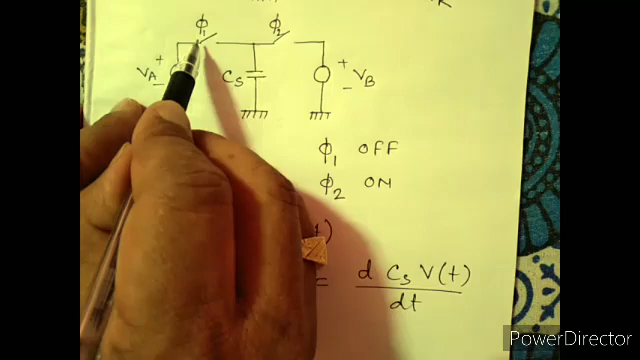 R
Φ1 Φ2
VA + − CS + − VB
Φ1 OFF
Φ2 ON
t)
= d CS V(t)
dt
PowerDirector